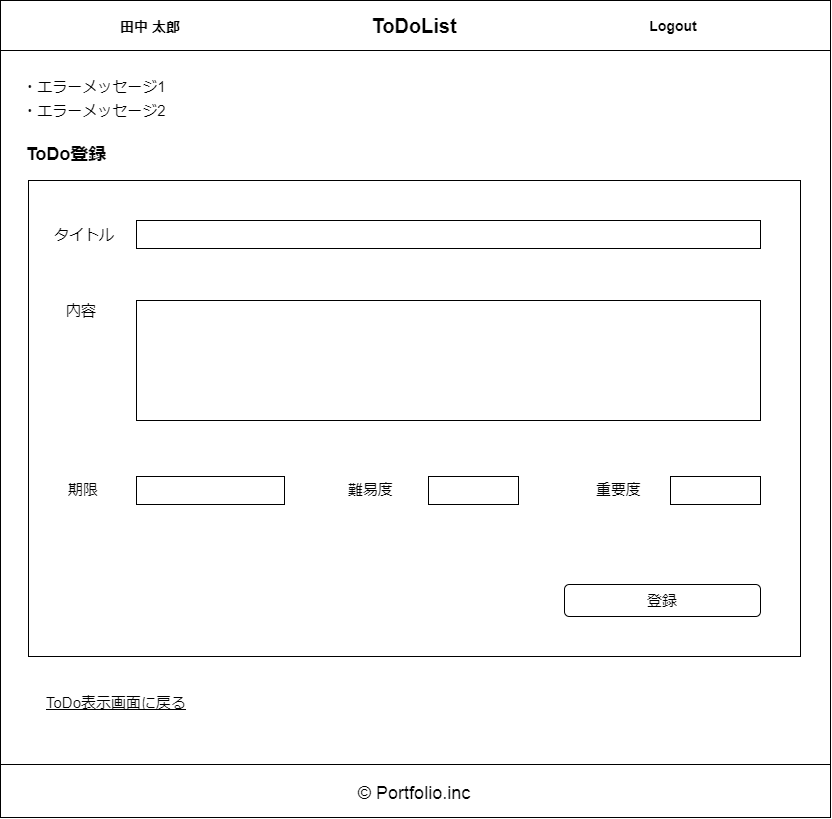 田中 太郎 ToDoList Logout
・エラーメッセージ1
・エラーメッセージ2
ToDo登録
タイトル
内容
期限 難易度 重要度
登録
ToDo表示画面に戻る
© Portfolio.inc